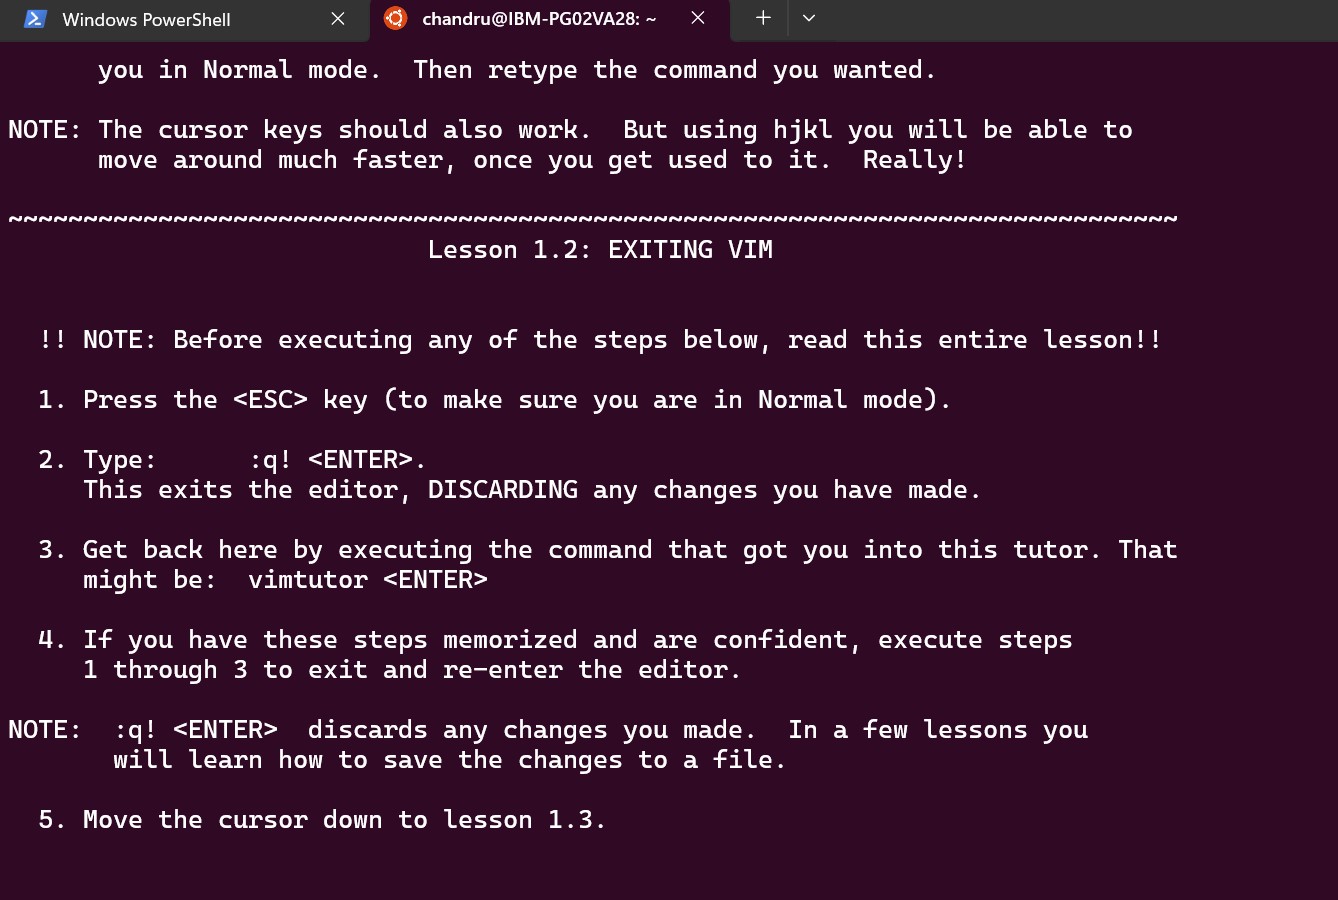 Windows PowerShell
chandru@IBM-PG02VA28: ~
you in Normal mode.  Then retype the command you wanted.
NOTE: The cursor keys should also work.  But using hjkl you will be able to
move around much faster, once you get used to it.  Really!
~~~~~~~~~~~~~~~~~~~~~~~~~~~~~~~~~~~~~~~~~~~~~~~~~~~~~~~~~~~~~~~~~~~~~~~~~~~~~~
Lesson 1.2: EXITING VIM
!! NOTE: Before executing any of the steps below, read this entire lesson!!
1. Press the <ESC> key (to make sure you are in Normal mode).
2. Type:      :q! <ENTER>.
This exits the editor, DISCARDING any changes you have made.
3. Get back here by executing the command that got you into this tutor. That
might be:  vimtutor <ENTER>
4. If you have these steps memorized and are confident, execute steps
1 through 3 to exit and re-enter the editor.
NOTE:  :q! <ENTER>  discards any changes you made.  In a few lessons you
will learn how to save the changes to a file.
5. Move the cursor down to lesson 1.3.